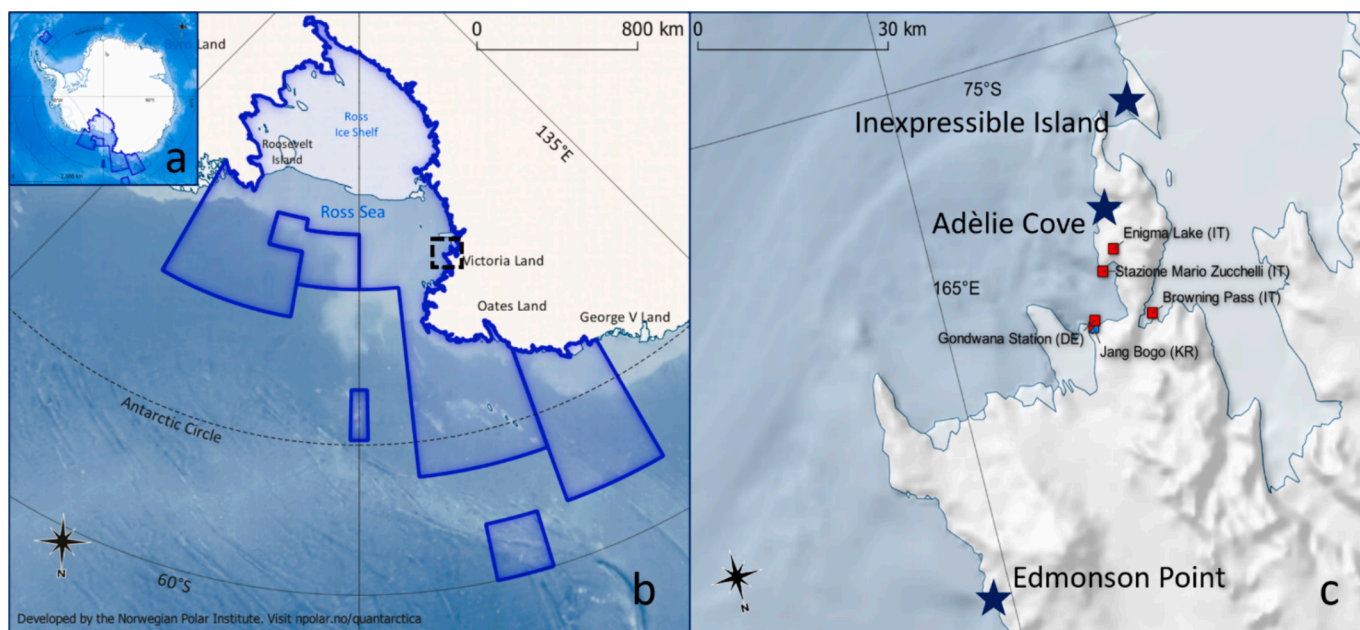 a
Byrd Land
Ross
Ice Shelf
Roosevelt
Island
Ross Sea
135°E
Victoria Land
Oates Land
George V Land
Antarctic Circle
60°S
N
b
0 800 km
Developed by the Norwegian Polar Institute. Visit npolar.no/quantarctica
0 30 km
75°S
Inexpressible Island
Adèlie Cove
Enigma Lake (IT)
Stazione Mario Zucchelli (IT)
165°E
Browning Pass (IT)
Gondwana Station (DE)
Jang Bogo (KR)
Edmonson Point
N
c